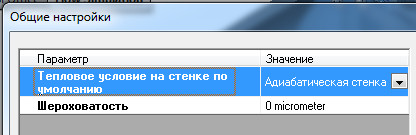 Общие настройки
Параметр Значение
Тепловое условие на стенке по Адиабатическая стенка
умолчанию
Шероховатость 0 micrometer